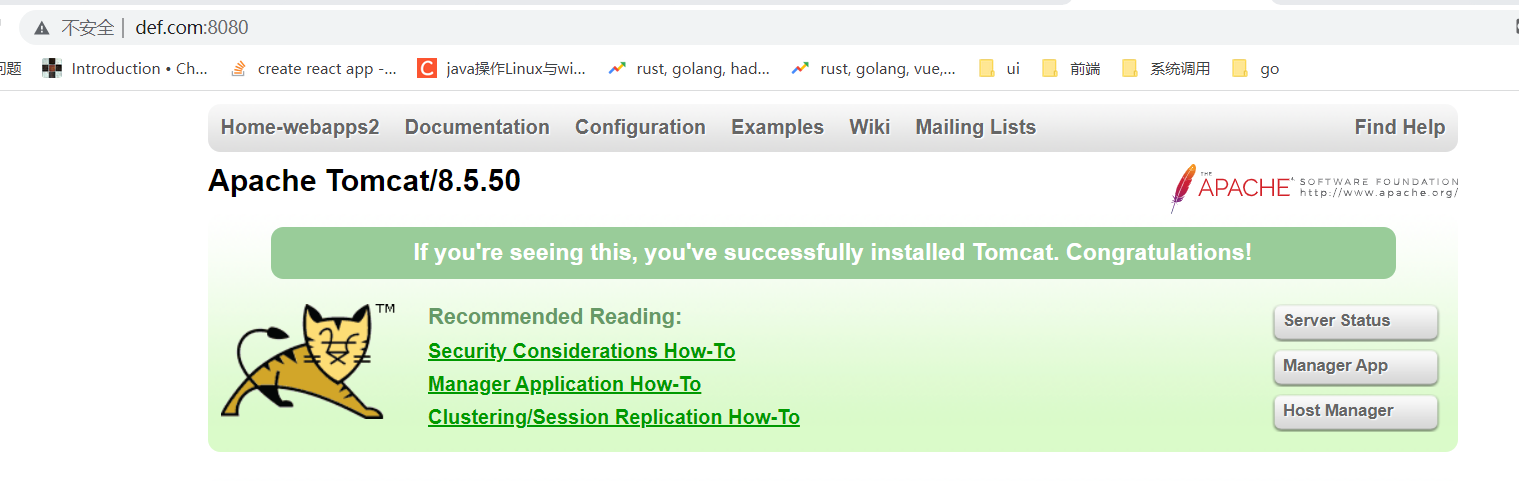 不安全 | def.com:8080
问题 Introduction • Ch... create react app -... java操作Linux与wi... rust, golang, had... rust, golang, vue,... ui 前端 系统调用 go
Home-webapps2 Documentation Configuration Examples Wiki Mailing Lists Find Help
Apache Tomcat/8.5.50
THE APACHE SOFTWARE FOUNDATION
http://www.apache.org/
If you're seeing this, you've successfully installed Tomcat. Congratulations!
TM
Recommended Reading:
Security Considerations How-To
Manager Application How-To
Clustering/Session Replication How-To
Server Status
Manager App
Host Manager